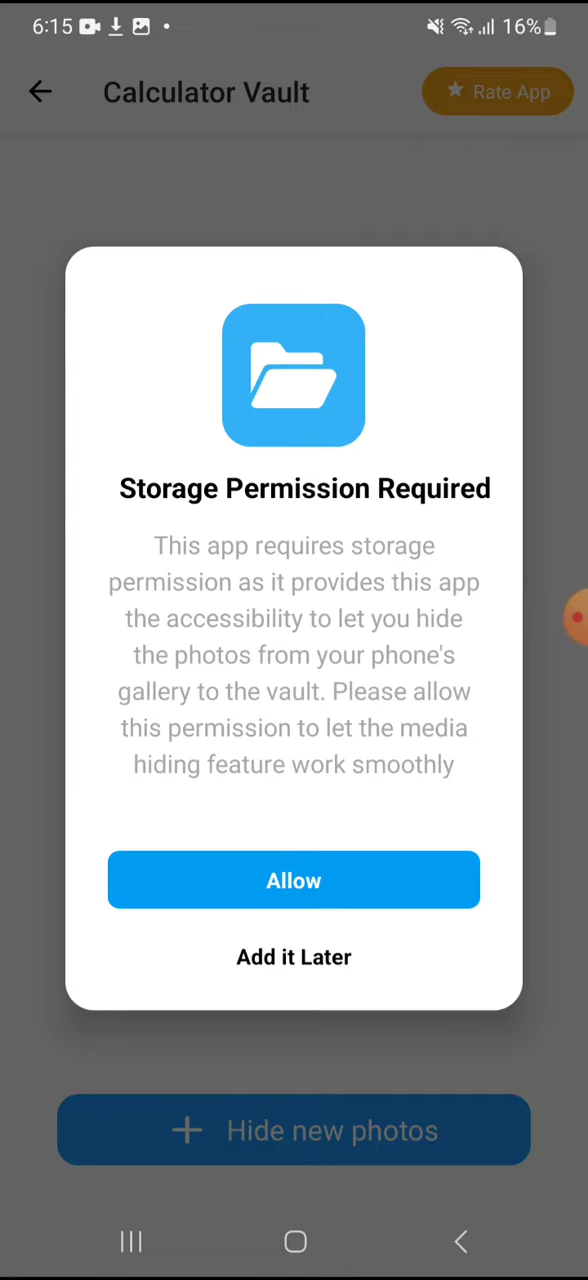 6:15
16%
Calculator Vault
Rate App
Storage Permission Required
This app requires storage
permission as it provides this app
the accessibility to let you hide
the photos from your phone's
gallery to the vault. Please allow
this permission to let the media
hiding feature work smoothly
Allow
Add it Later
Hide new photos